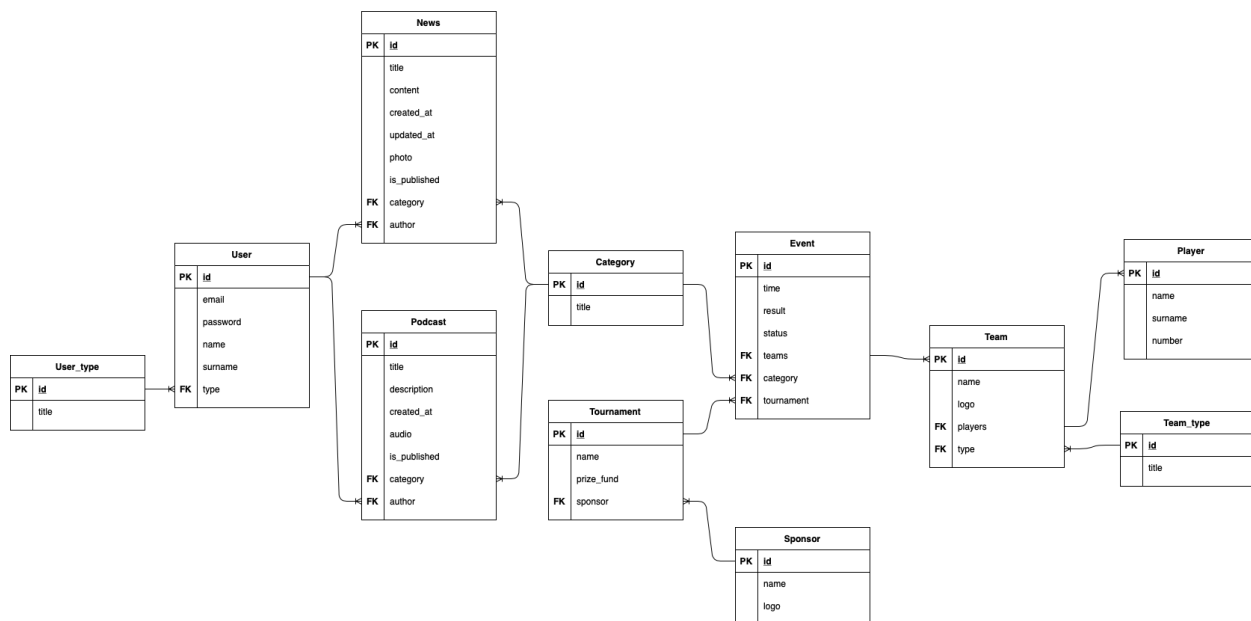 News
PK id
title
content
created_at
updated_at
photo
is_published
FK category
FK author
User
PK id
email
password
name
surname
FK type
User_type
PK id
title
Podcast
PK id
title
description
created_at
audio
is_published
FK category
FK author
Category
PK id
title
Tournament
PK id
name
prize_fund
FK sponsor
Event
PK id
time
result
status
FK teams
FK category
FK tournament
Sponsor
PK id
name
logo
Team
PK id
name
logo
FK players
FK type
Player
PK id
name
surname
number
Team_type
PK id
title